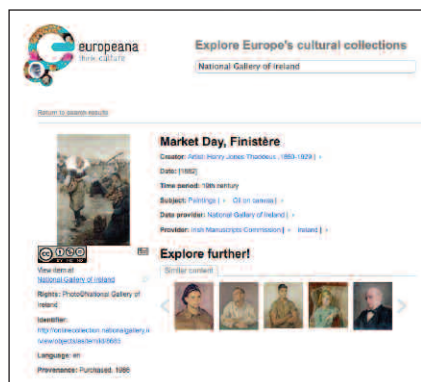 europeana
think culture
Explore Europe's cultural collections
National Gallery of Ireland
Return to search results
Market Day, Finistère
Creator: Artist: Harry Jones Thaddeus, 1860-1929 |
Date: [1882]
Time period: 19th century
Subject: Paintings | Oil on canvas |
Data provider: National Gallery of Ireland |
Provider: Irish Manuscripts Commission | Ireland |
Explore further!
Similar content
View item at
National Gallery of Ireland
Rights: Photo©National Gallery of
Ireland
Identifier:
Language: en
Provenance: Purchased, 1986